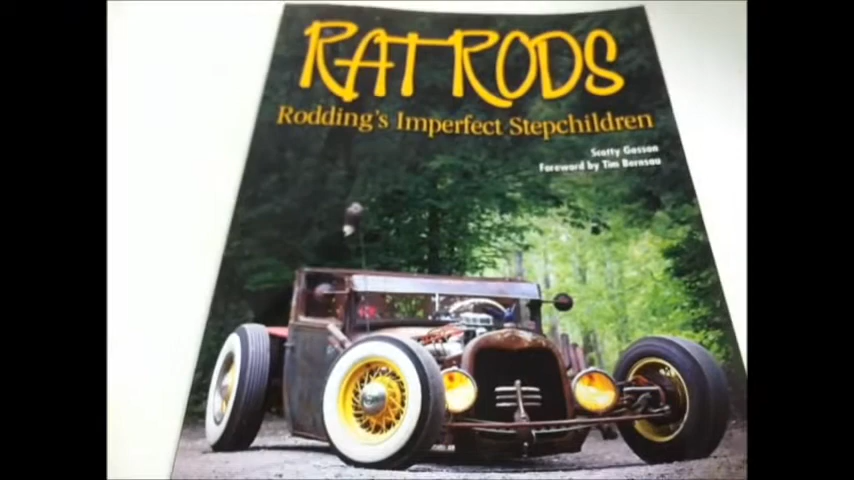 RAT RODS
Rodding's Imperfect Stepchildren
Scotty Gosson
Foreword by Tim Bernsau